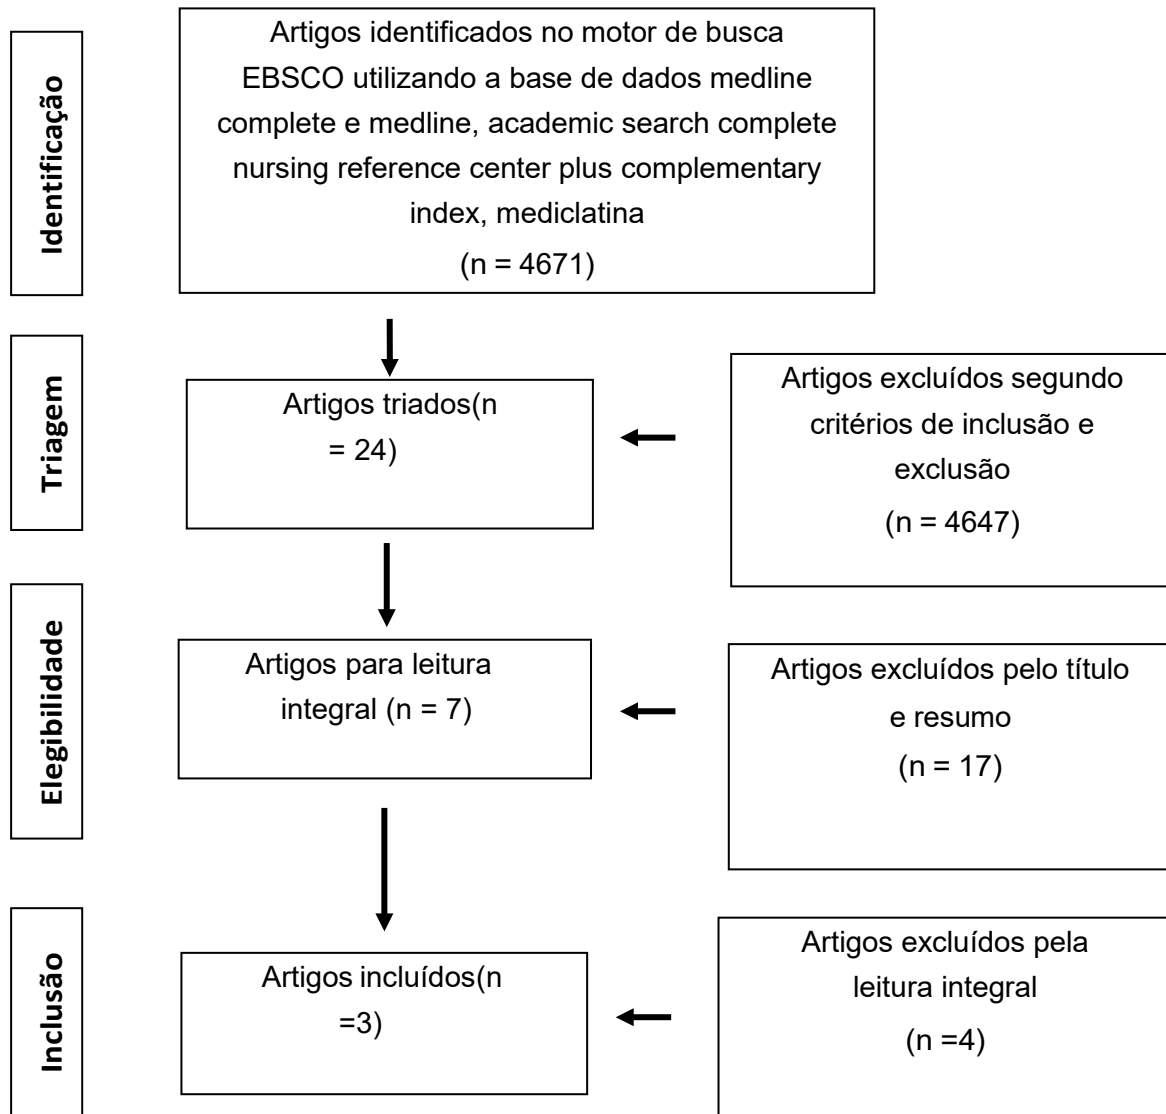 Identificação
Artigos identificados no motor de busca
EBSCO utilizando a base de dados medline
complete e medline, academic search complete
nursing reference center plus complementary
index, mediclatina
(n = 4671)
Triagem
Artigos triados(n
= 24)
Artigos excluídos segundo
critérios de inclusão e
exclusão
(n = 4647)
Elegibilidade
Artigos para leitura
integral (n = 7)
Artigos excluídos pelo título
e resumo
(n = 17)
Inclusão
Artigos incluídos(n
=3)
Artigos excluídos pela
leitura integral
(n =4)